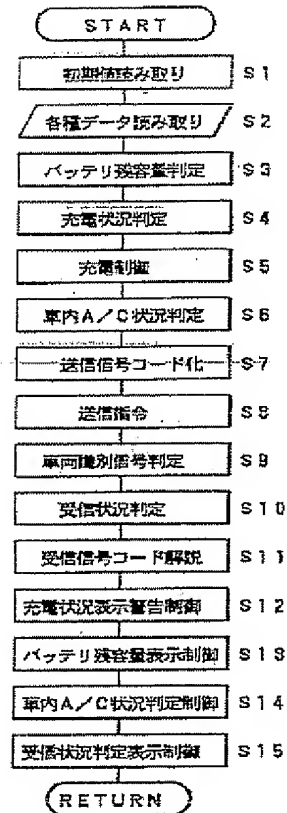 START
初期値読み取り S1
各種データ読み取り S2
バッテリ残容量判定 S3
充電状況判定 S4
充電制御 S5
車内A/C状況判定 S6
送信信号コード化 S7
送信指令 S8
車両識別信号判定 S9
受信状況判定 S10
受信信号コード解読 S11
充電状況表示警告制御 S12
バッテリ残容量表示制御 S13
車内A/C状況判定制御 S14
受信状況判定表示制御 S15
RETURN